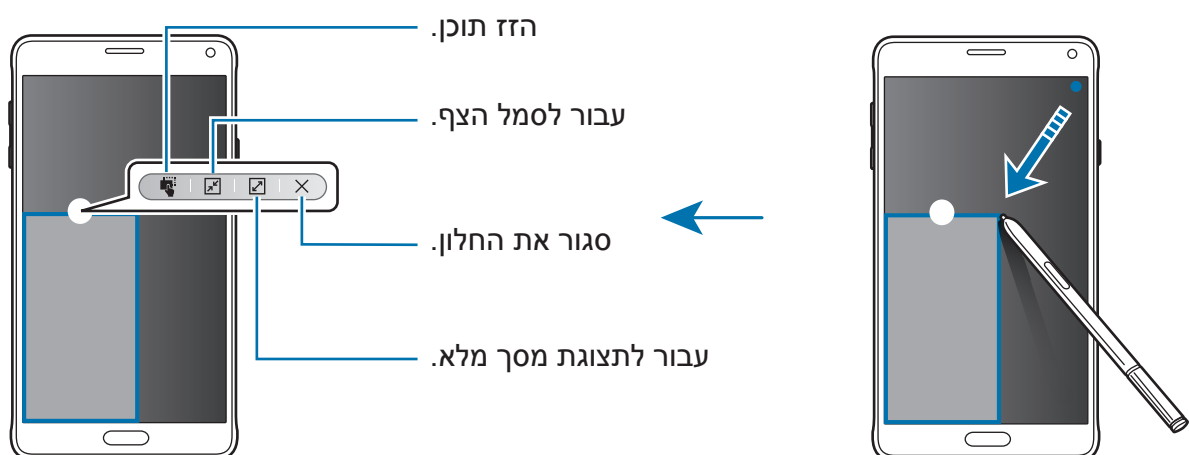 הזז תוכן.
עבור לסמל הצף.
סגור את החלון.
עבור לתצוגת מסך מלא.